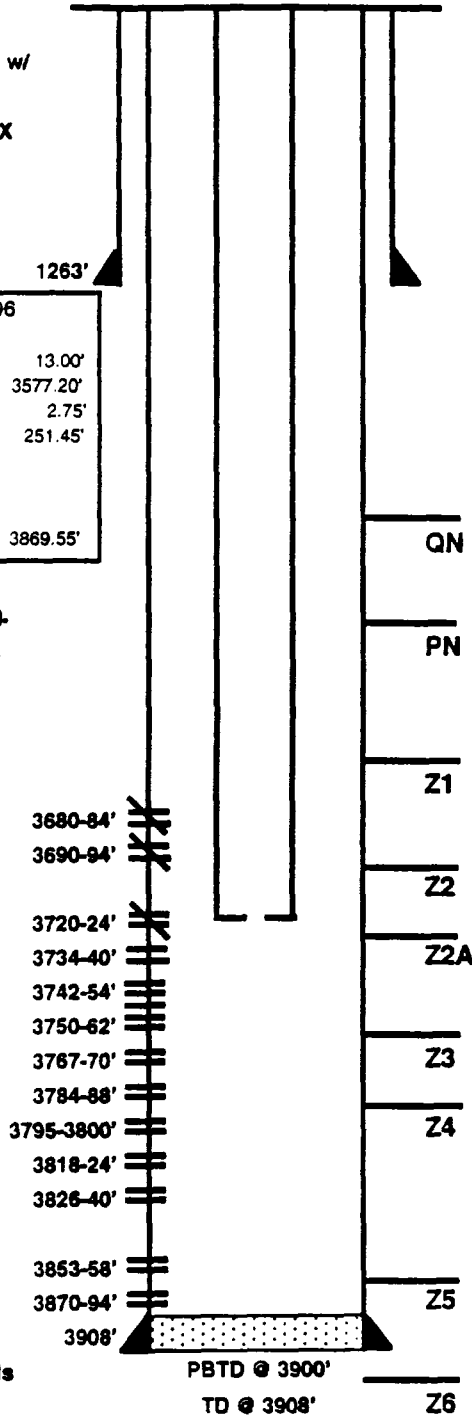 w/
X
1263'
96
13.00'
3577.20'
2.75'
251.45'
3869.55'
QN
PN
Z1
3680-84'
3690-94'
Z2
3720-24'
3734-40'
Z2A
3742-54'
3750-62'
Z3
3767-70'
3784-88'
Z4
3795-3800'
3818-24'
3826-40'
3853-58'
3870-94'
Z5
3908'
PBTD @ 3900'
TD @ 3908'
Z6